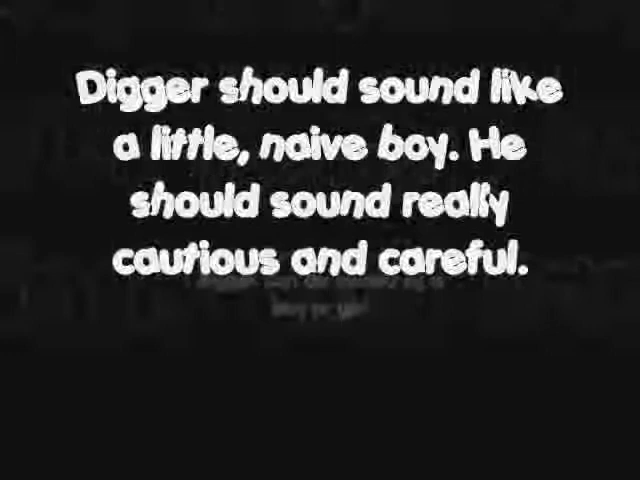 Digger should sound like
a little, naive boy. He
should sound really
cautious and careful.